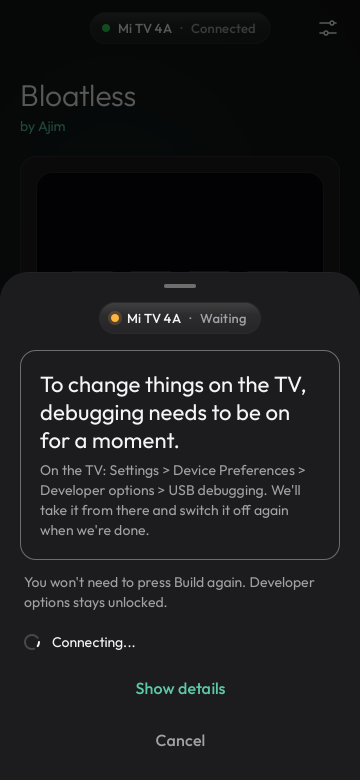 Mi TV 4A · Connected
Bloatless
by Ajim
Mi TV 4A · Waiting
To change things on the TV,
debugging needs to be on
for a moment.
On the TV: Settings > Device Preferences >
Developer options > USB debugging. We'll
take it from there and switch it off again
when we're done.
You won't need to press Build again. Developer
options stays unlocked.
Connecting...
Show details
Cancel